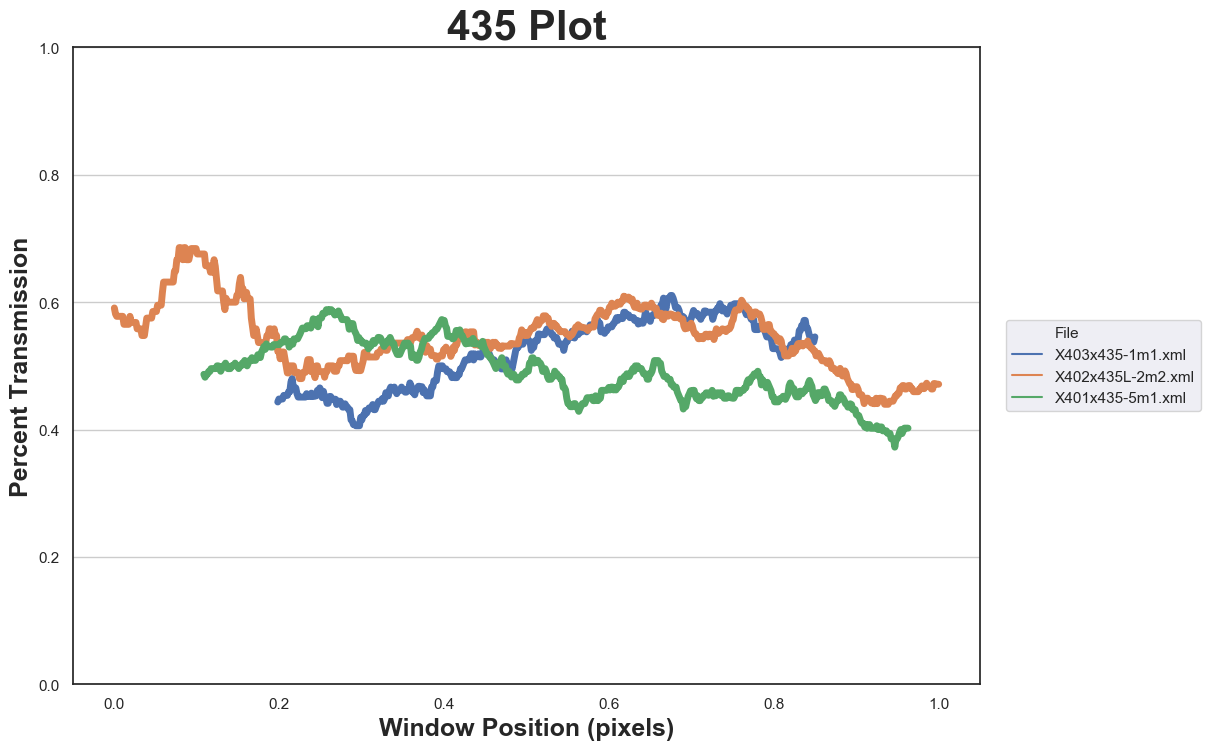 435 Plot
Percent Transmission
1.0
0.8
0.6
0.4
0.2
0.0
0.0 0.2 0.4 0.6 0.8 1.0
Window Position (pixels)
File
X403x435-1m1.xml
X402x435L-2m2.xml
X401x435-5m1.xml